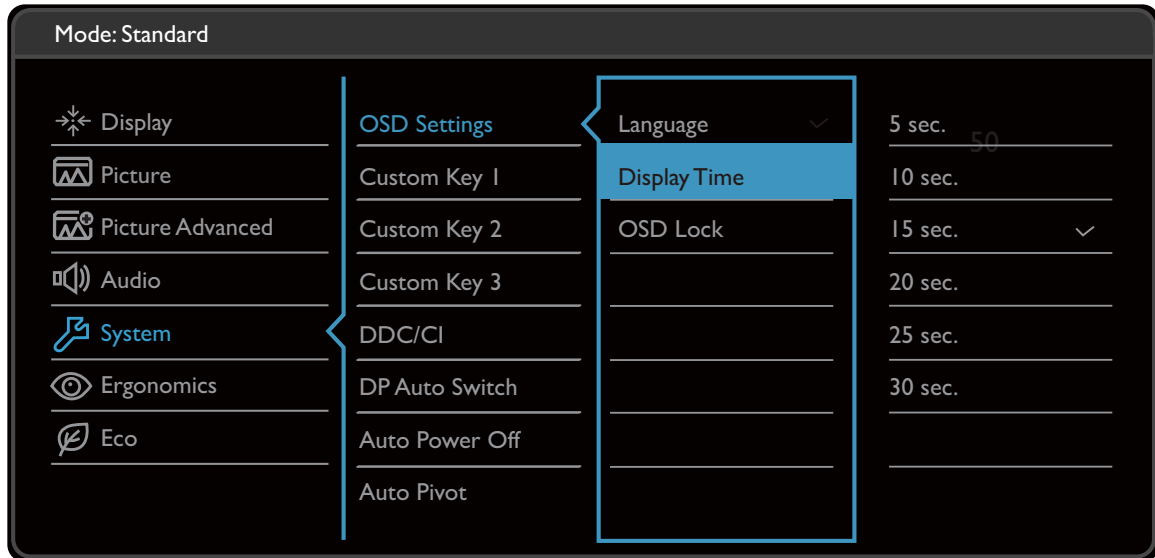 Mode: Standard
Display
Picture
Picture Advanced
Audio
System
Ergonomics
Eco
OSD Settings
Custom Key 1
Custom Key 2
Custom Key 3
DDC/CI
DP Auto Switch
Auto Power Off
Auto Pivot
Language
Display Time
OSD Lock
5 sec.
50
10 sec.
15 sec.
20 sec.
25 sec.
30 sec.